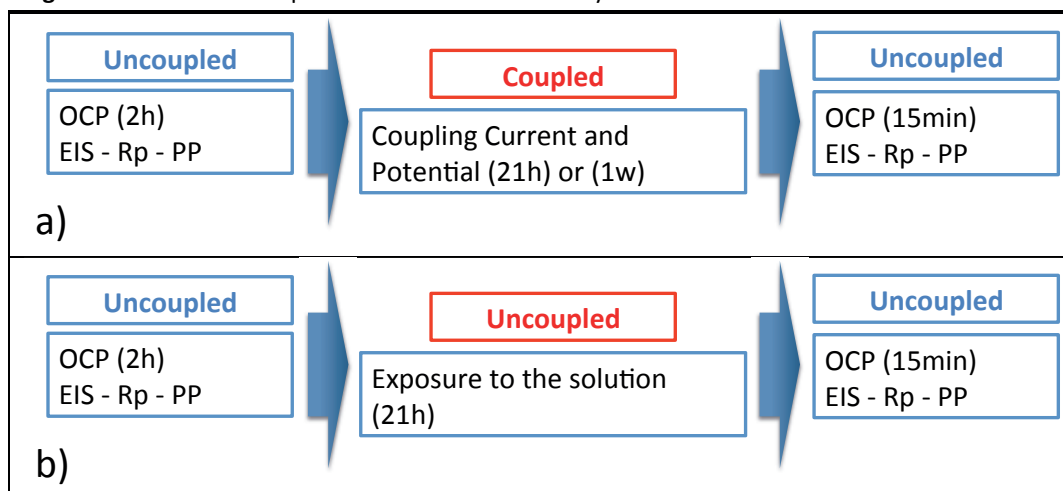 Uncoupled
OCP (2h)
EIS - Rp - PP
Coupled
Coupling Current and
Potential (21h) or (1w)
Uncoupled
OCP (15min)
EIS - Rp - PP
a)
Uncoupled
OCP (2h)
EIS - Rp - PP
Uncoupled
Exposure to the solution
(21h)
Uncoupled
OCP (15min)
EIS - Rp - PP
b)